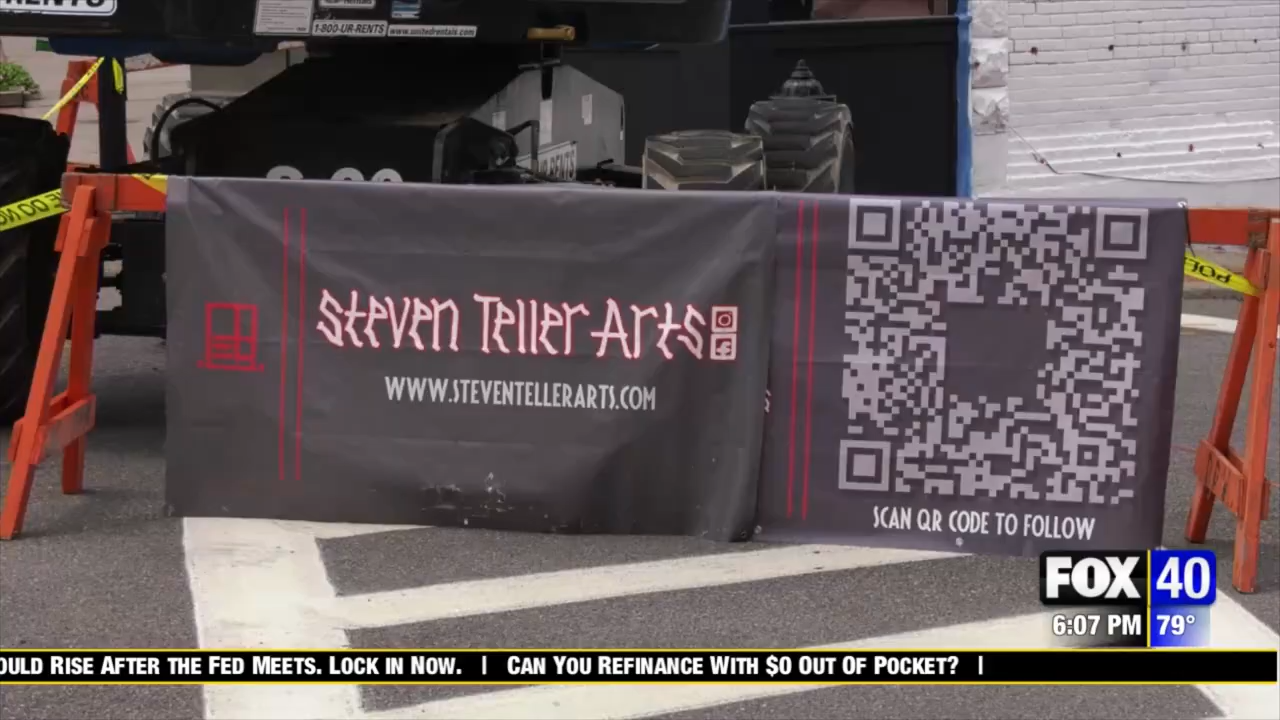 RENTS
1-800-UR-RENTS
www.unitedrentals.com
RENTS
Steven Teller Arts
WWW.STEVENTELLERARTS.COM
SCAN QR CODE TO FOLLOW
FOX 40
6:07 PM 79°
OULD RISE AFTER THE FED MEETS. LOCK IN NOW. | CAN YOU REFINANCE WITH $0 OUT OF POCKET? |